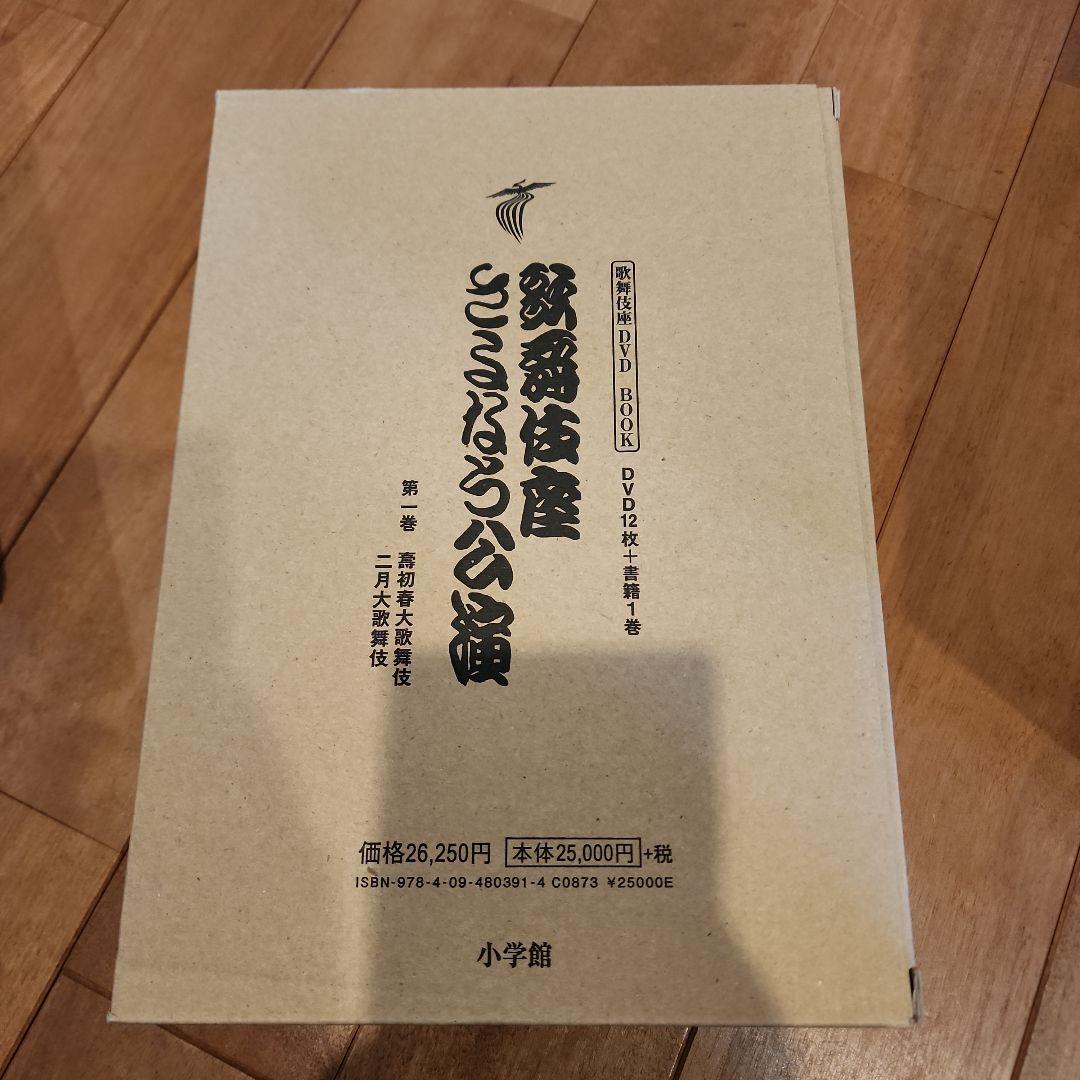 歌舞伎座 DVD BOOK
DVD12枚+書籍1巻
歌舞伎座
さよなら公演
第一巻
壽初春大歌舞伎
二月大歌舞伎
価格26,250円 本体25,000円+税
ISBN-978-4-09-480391-4 C0873 ¥25000E
小学館